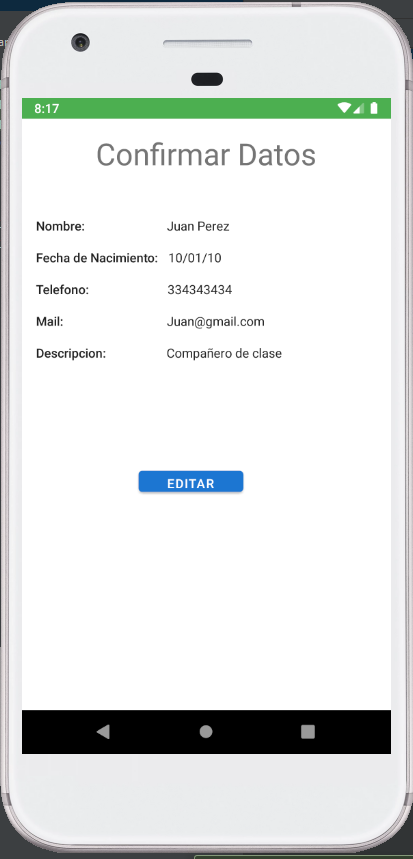 8:17
Confirmar Datos
Nombre: Juan Perez
Fecha de Nacimiento: 10/01/10
Telefono: 334343434
Mail: Juan@gmail.com
Descripcion: Compañero de clase
EDITAR